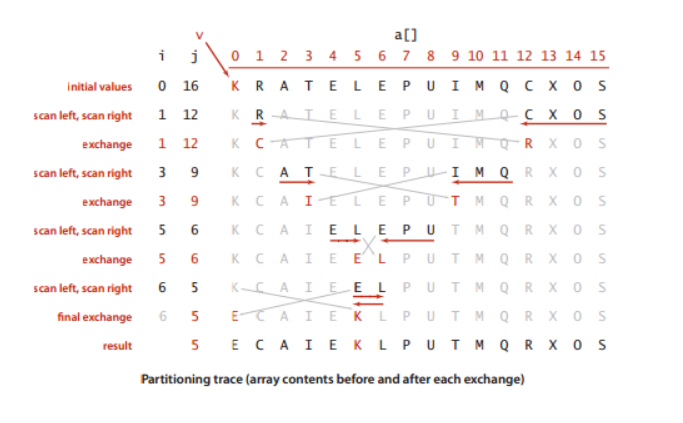 v a[]
i j 0 1 2 3 4 5 6 7 8 9 10 11 12 13 14 15
initial values 0 16 K R A T E L E P U I M Q C X O S
scan left, scan right 1 12 K R A T E L E P U I M Q C X O S
exchange 1 12 K C A T E L E P U I M Q R X O S
scan left, scan right 3 9 K C A T E L E P U I M Q R X O S
exchange 3 9 K C A I E L E P U T M Q R X O S
scan left, scan right 5 6 K C A I E L E P U T M Q R X O S
exchange 5 6 K C A I E E L P U T M Q R X O S
scan left, scan right 6 5 K C A I E E L P U T M Q R X O S
final exchange 6 5 E C A I E K L P U T M Q R X O S
result 5 E C A I E K L P U T M Q R X O S
Partitioning trace (array contents before and after each exchange)